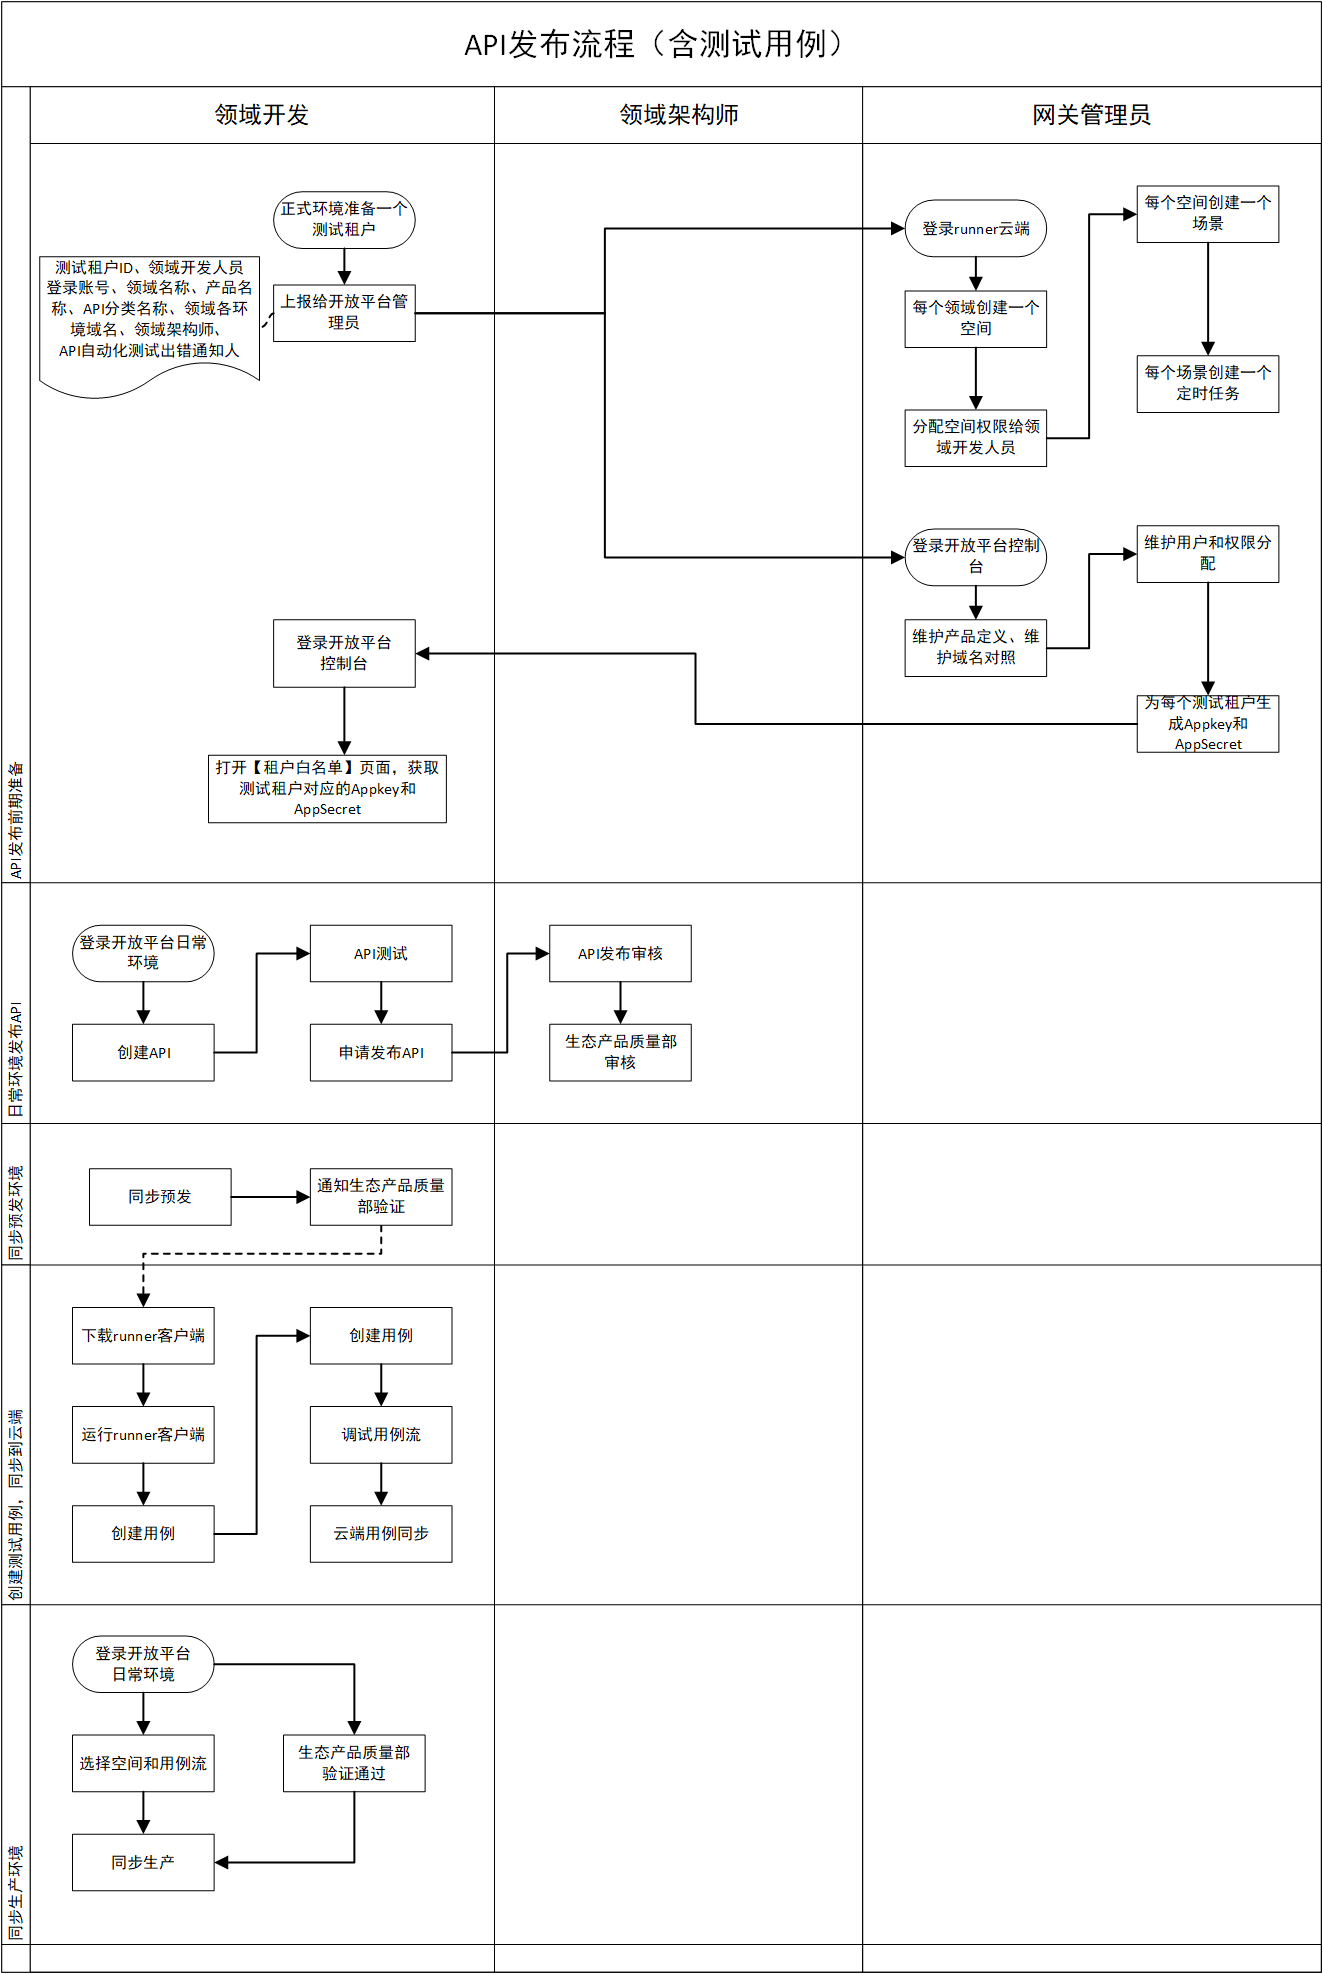 API发布流程（含测试用例）
领域开发
领域架构师
网关管理员
API发布前期准备
正式环境准备一个
测试租户
测试租户ID、领域开发人员
登录账号、领域名称、产品名
称、API分类名称、领域各环
境域名、领域架构师、
API自动化测试出错通知人
上报给开放平台管
理员
登录runner云端
每个领域创建一个
空间
分配空间权限给领
域开发人员
每个空间创建一个
场景
每个场景创建一个
定时任务
登录开放平台控制
台
维护产品定义、维
护域名对照
维护用户和权限分
配
为每个测试租户生
成Appkey和
AppSecret
登录开放平台
控制台
打开【租户白名单】页面，获取
测试租户对应的Appkey和
AppSecret
日常环境发布API
登录开放平台日常
环境
创建API
API测试
申请发布API
API发布审核
生态产品质量部
审核
同步预发环境
同步预发
通知生态产品质量
部验证
创建测试用例，同步到云端
下载runner客户端
运行runner客户端
创建用例
创建用例
调试用例流
云端用例同步
同步生产环境
登录开放平台
日常环境
选择空间和用例流
同步生产
生态产品质量部
验证通过